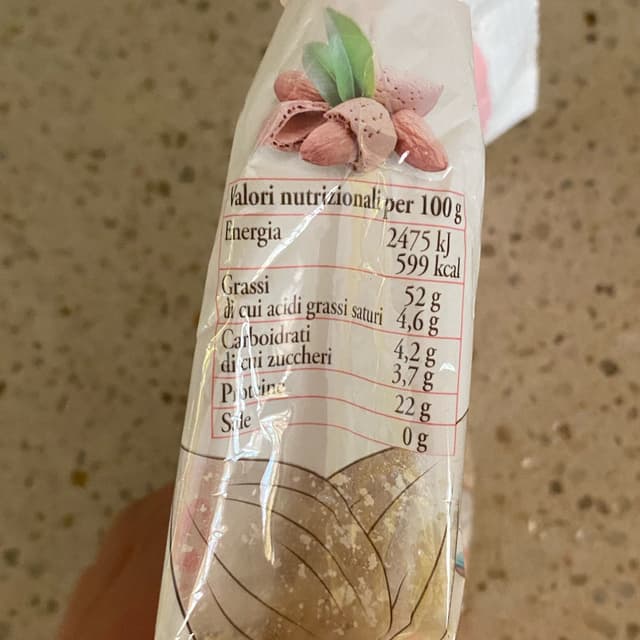 Valori nutrizionali per 100 g
Energia 2475 kJ
599 kcal
Grassi 52 g
di cui acidi grassi saturi 4,6 g
Carboidrati 4,2 g
di cui zuccheri 3,7 g
Proteine 22 g
Sale 0 g